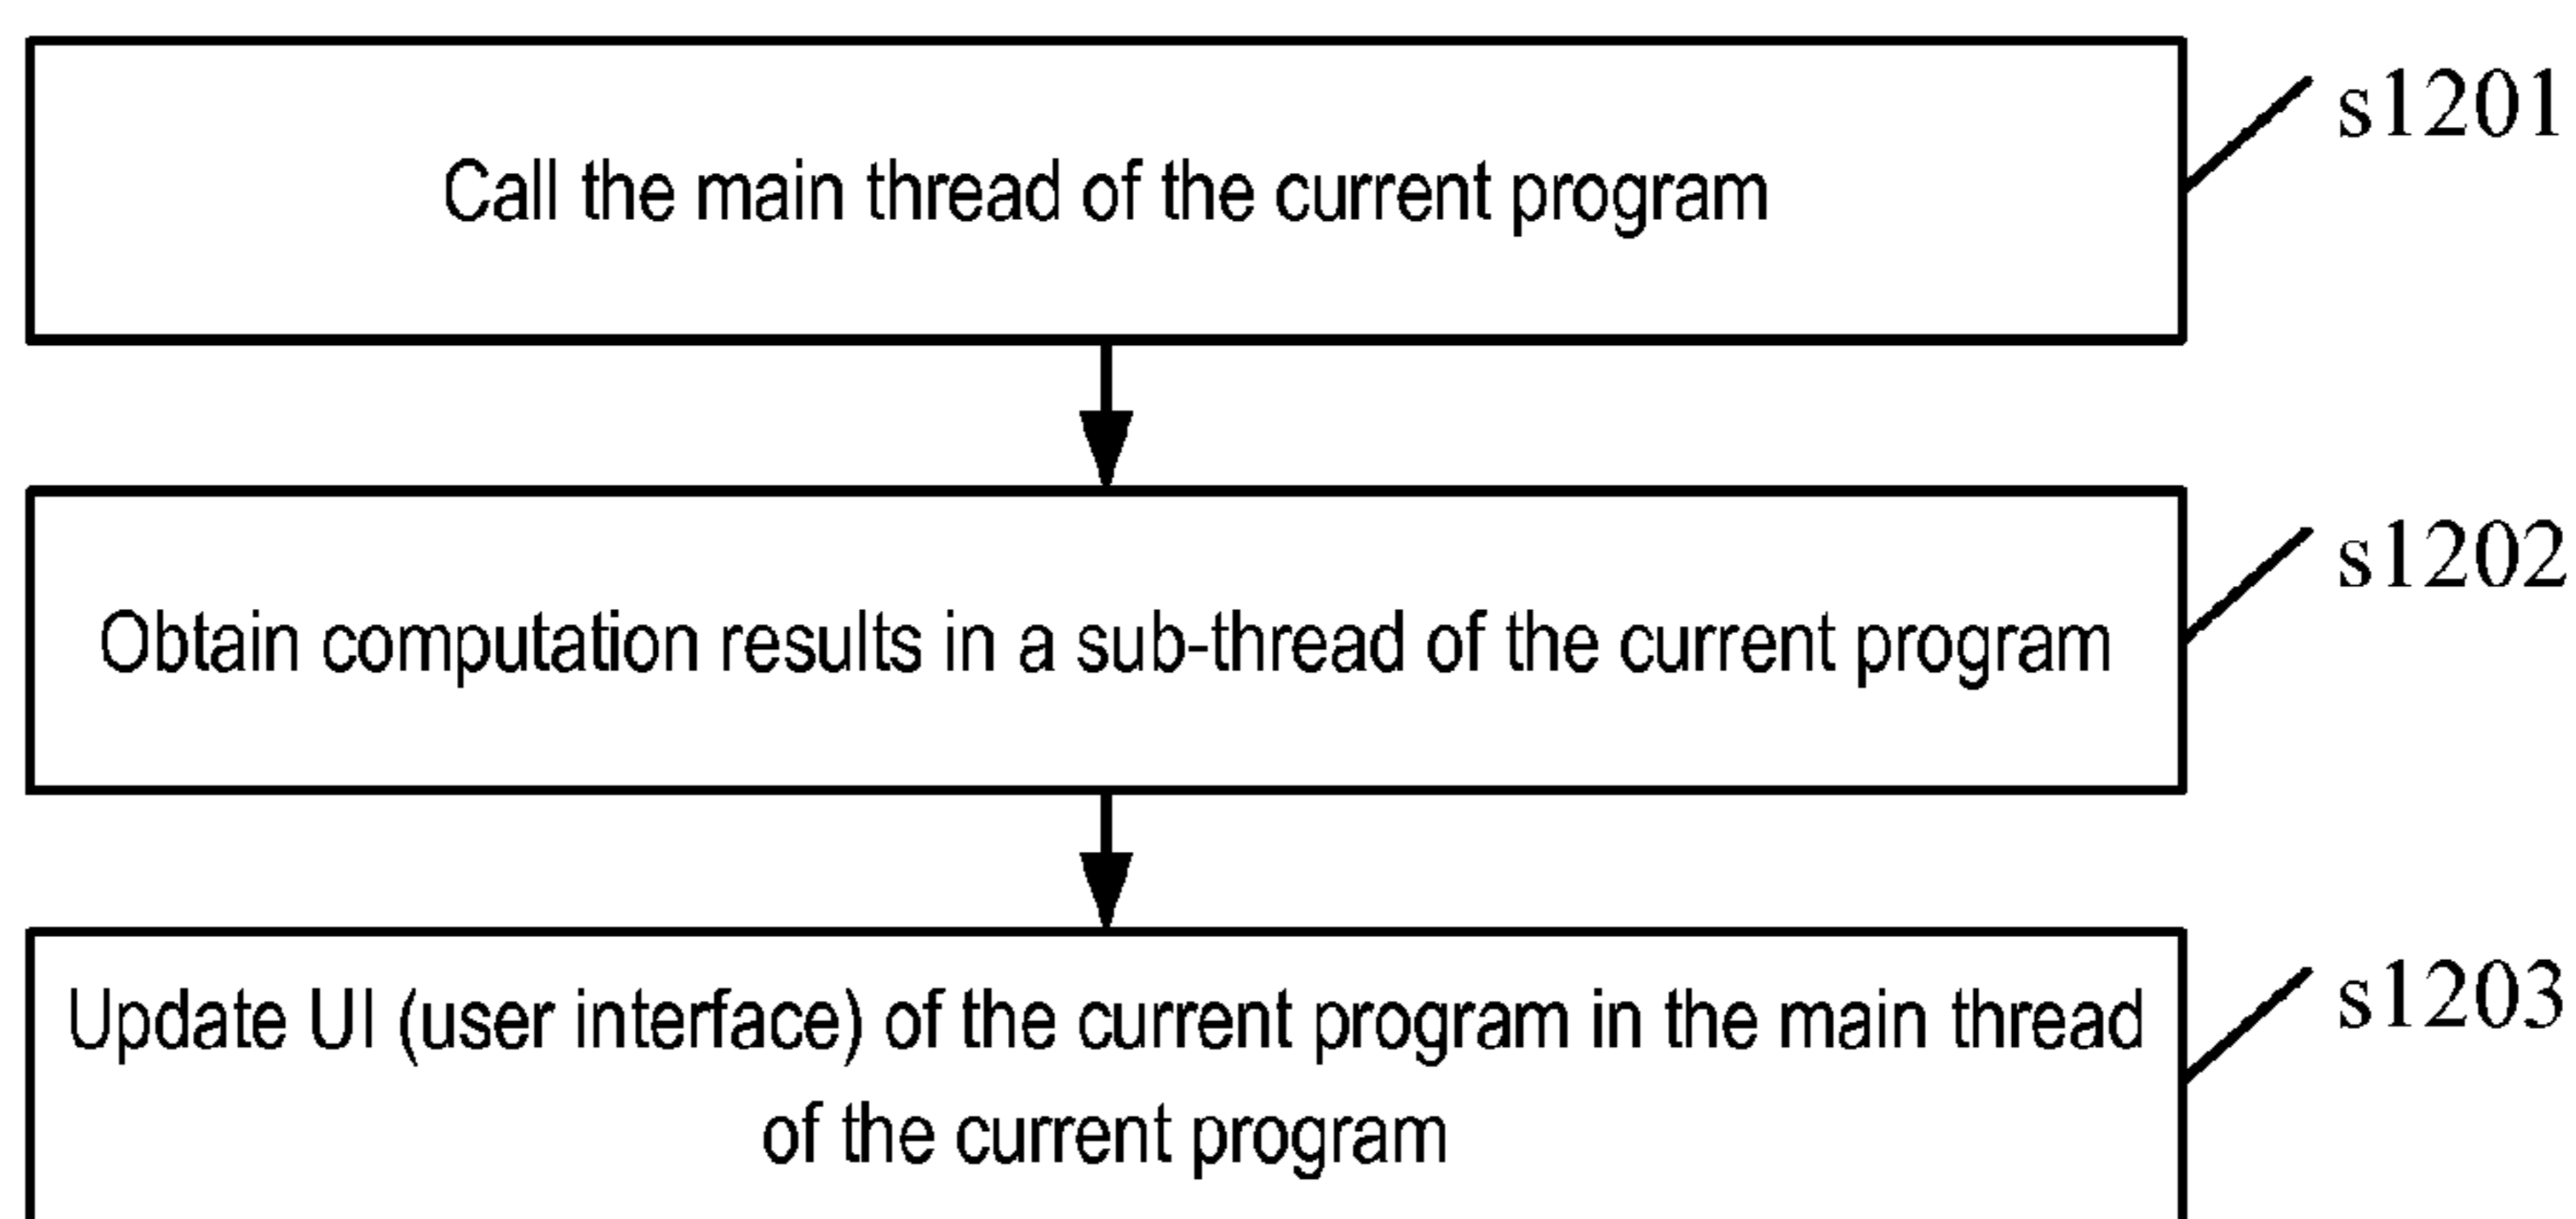 Call the main thread of the current program
s1201
Obtain computation results in a sub-thread of the current program
s1202
Update UI (user interface) of the current program in the main thread
of the current program
s1203